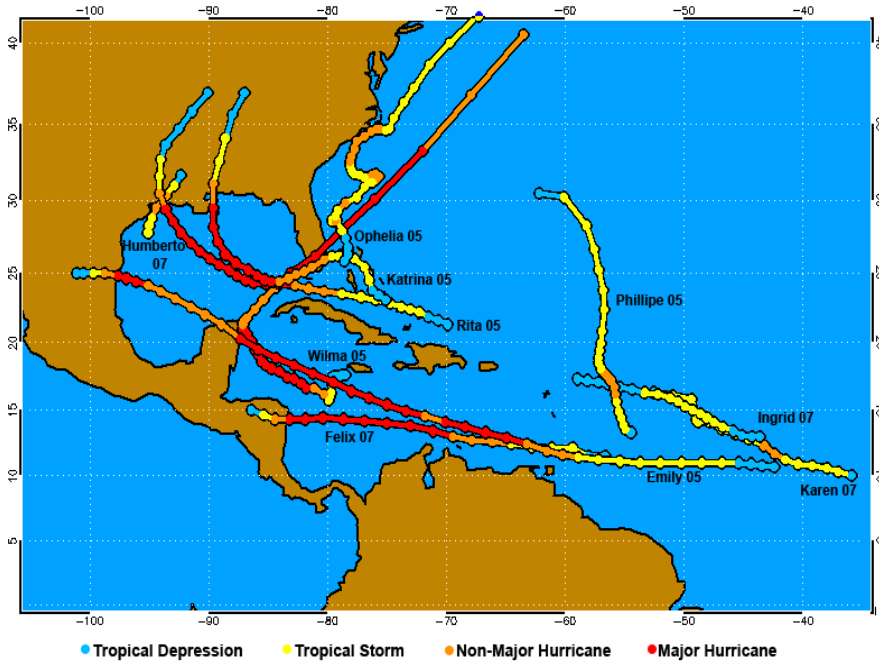 −100 −90 −80 −70 −60 −50 −40
40
35
30
Ophelia 05
Humberto
07
25
Katrina 05
Phillipe 05
Rita 05
20
Wilma 05
15
Ingrid 07
Felix 07
10
Emily 05
Karen 07
5
−100 −90 −80 −70 −60 −50 −40
Tropical Depression Tropical Storm Non-Major Hurricane Major Hurricane